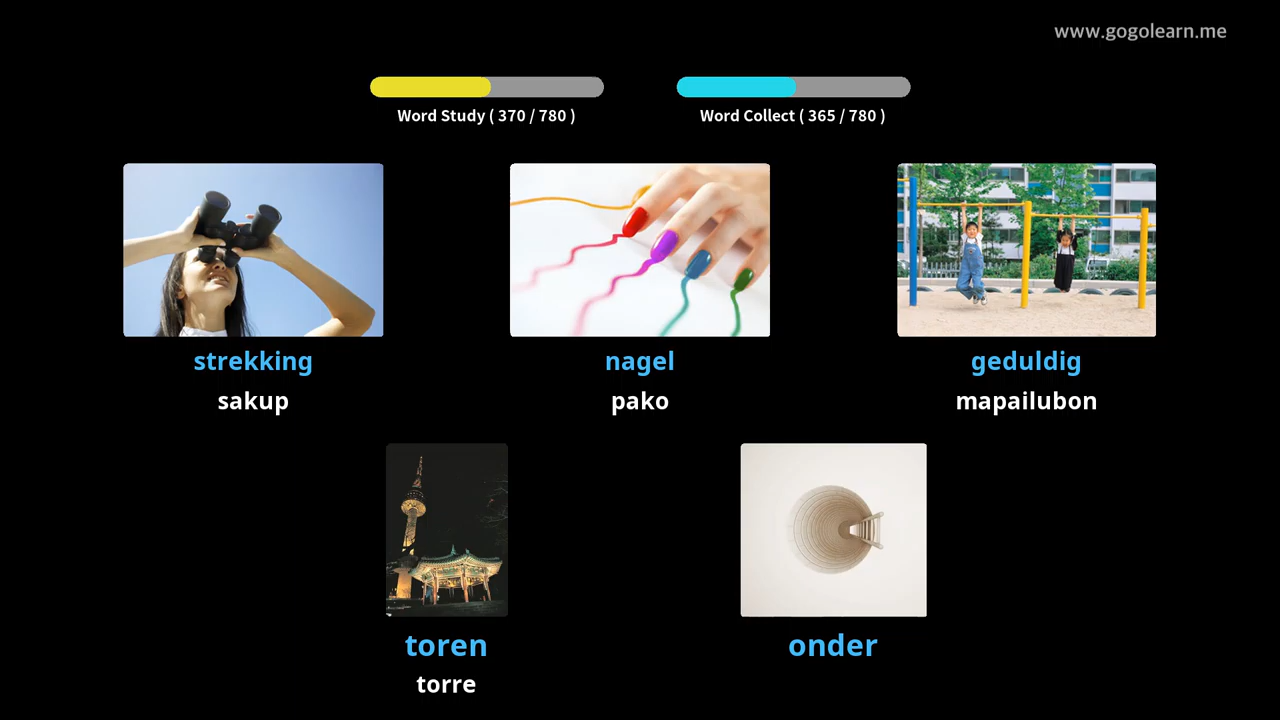 www.gogolearn.me
Word Study ( 370 / 780 )
Word Collect ( 365 / 780 )
strekking
sakup
nagel
pako
geduldig
mapailubon
toren
torre
onder